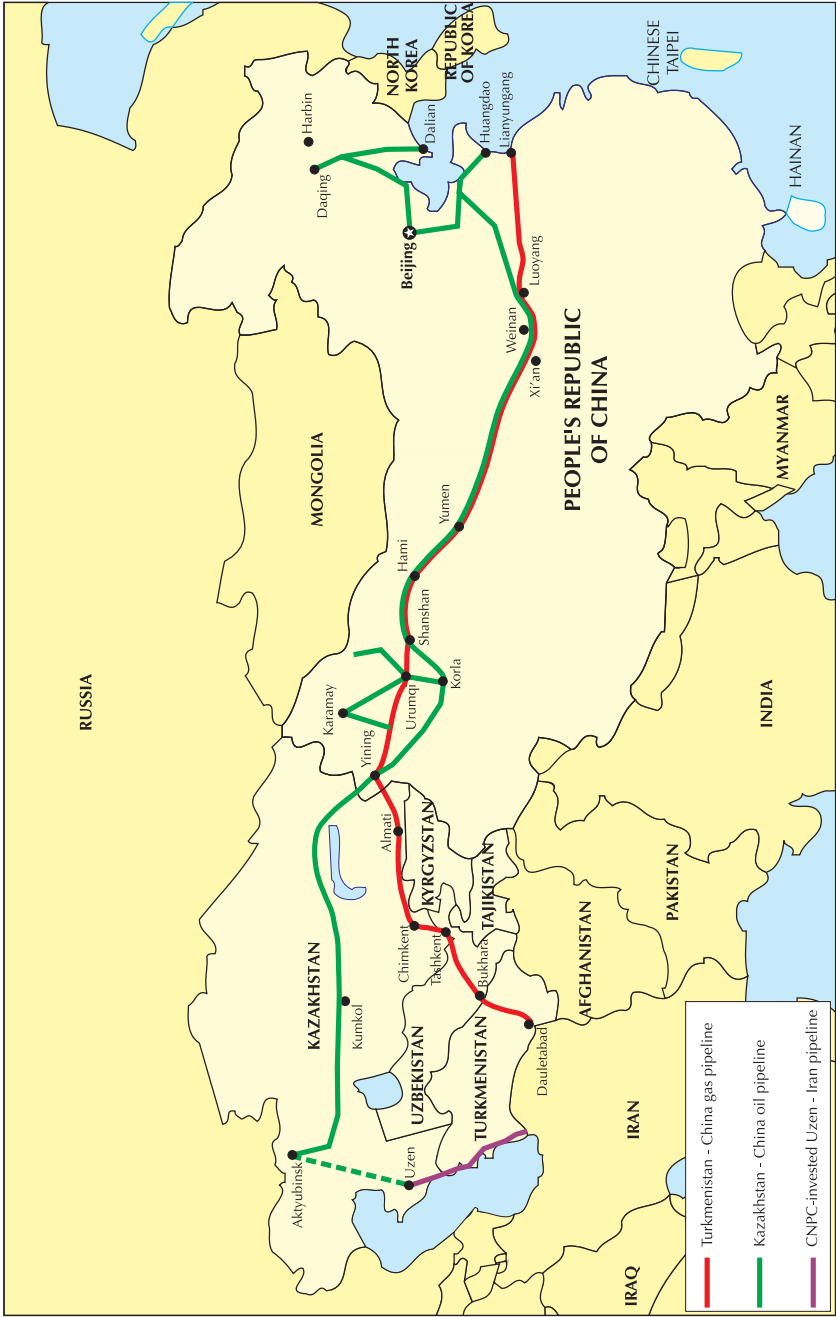 RUSSIA
MONGOLIA
KAZAKHSTAN
UZBEKISTAN
TURKMENISTAN
KYRGYZSTAN
TAJIKISTAN
AFGHANISTAN
PAKISTAN
IRAN
IRAQ
INDIA
MYANMAR
PEOPLE'S REPUBLIC
OF CHINA
NORTH
KOREA
REPUBLIC
OF KOREA
CHINESE
TAIPEI
HAINAN
Aktyubinsk
Uzen
Kumkol
Dauletabad
Bukhara
Tashkent
Chimkent
Almati
Yining
Karamay
Urumqi
Korla
Shanshan
Hami
Yumen
Xi'an
Weinan
Luoyang
Beijing
Daqing
Harbin
Dalian
Huangdao
Lianyungang
Turkmenistan - China gas pipeline
Kazakhstan - China oil pipeline
CNPC-invested Uzen - Iran pipeline